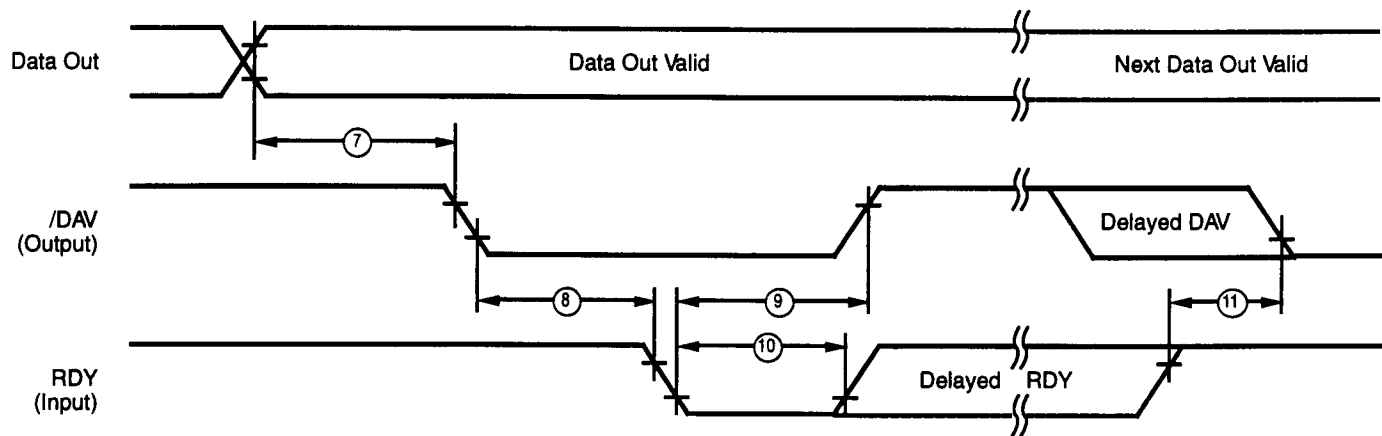 Data Out
Data Out Valid
Next Data Out Valid
7
/DAV
(Output)
Delayed DAV
8
9
11
10
RDY
(Input)
Delayed RDY